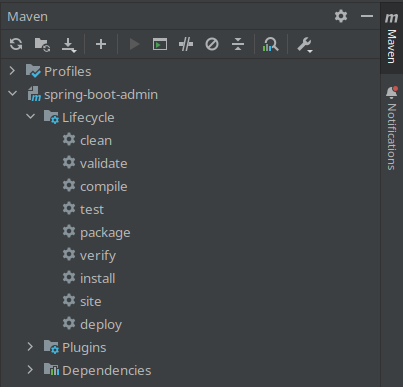 Maven
Profiles
spring-boot-admin
Lifecycle
clean
validate
compile
test
package
verify
install
site
deploy
Plugins
Dependencies
m
Maven
Notifications